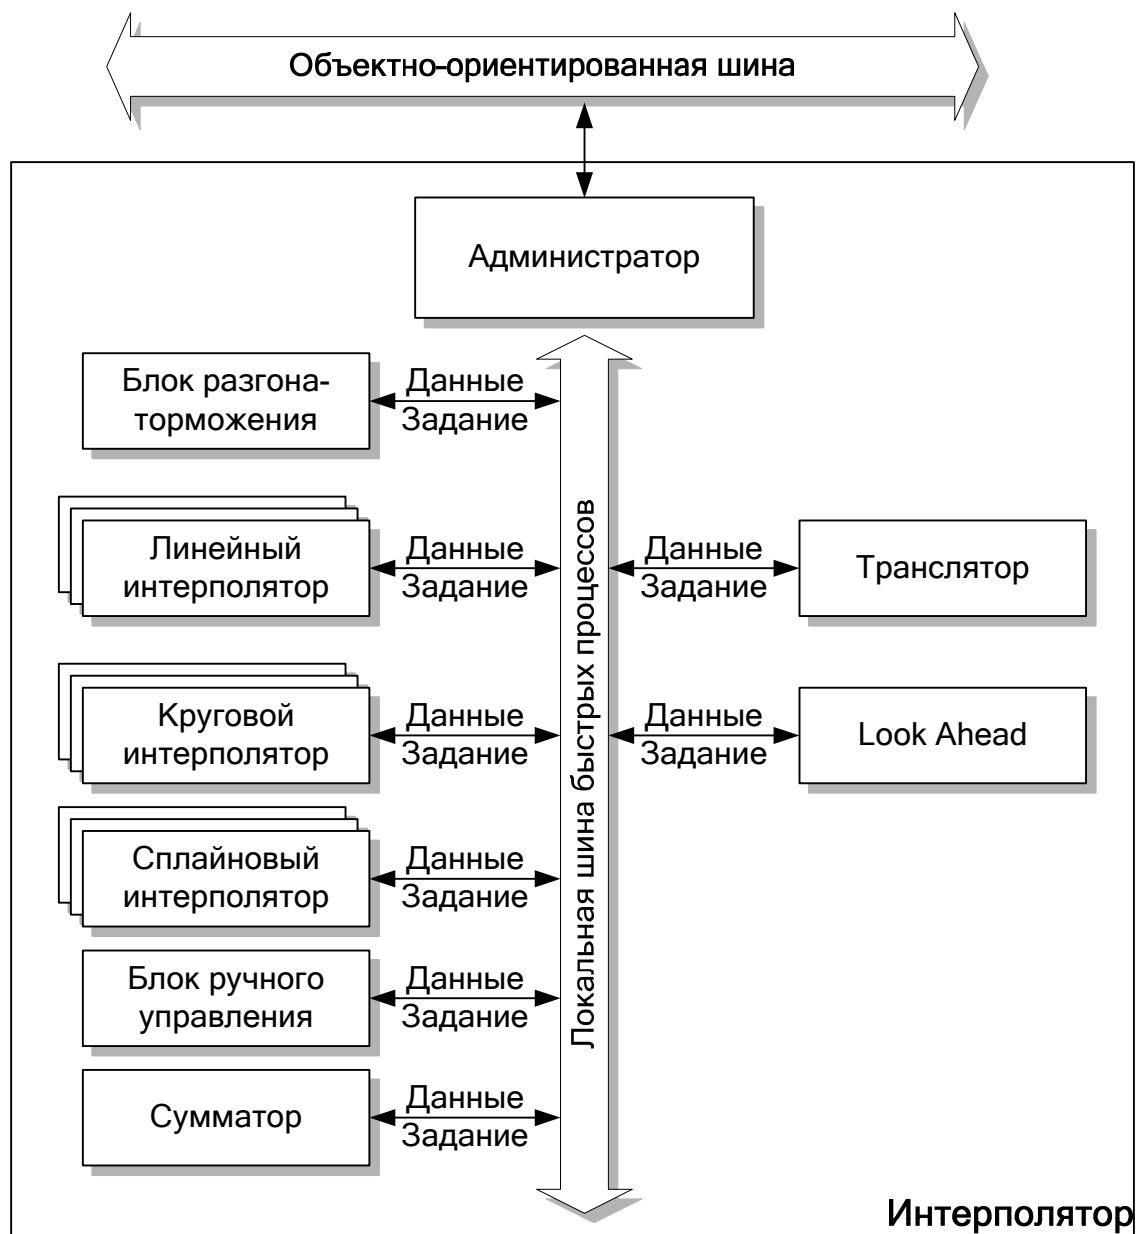 Объектно-ориентированная шина
Администратор
Блок разгона-
торможения
Данные
Задание
Линейный
интерполятор
Данные
Задание
Данные
Задание
Транслятор
Круговой
интерполятор
Данные
Задание
Данные
Задание
Look Ahead
Сплайновый
интерполятор
Данные
Задание
Блок ручного
управления
Данные
Задание
Сумматор
Данные
Задание
Локальная шина быстрых процессов
Интерполятор